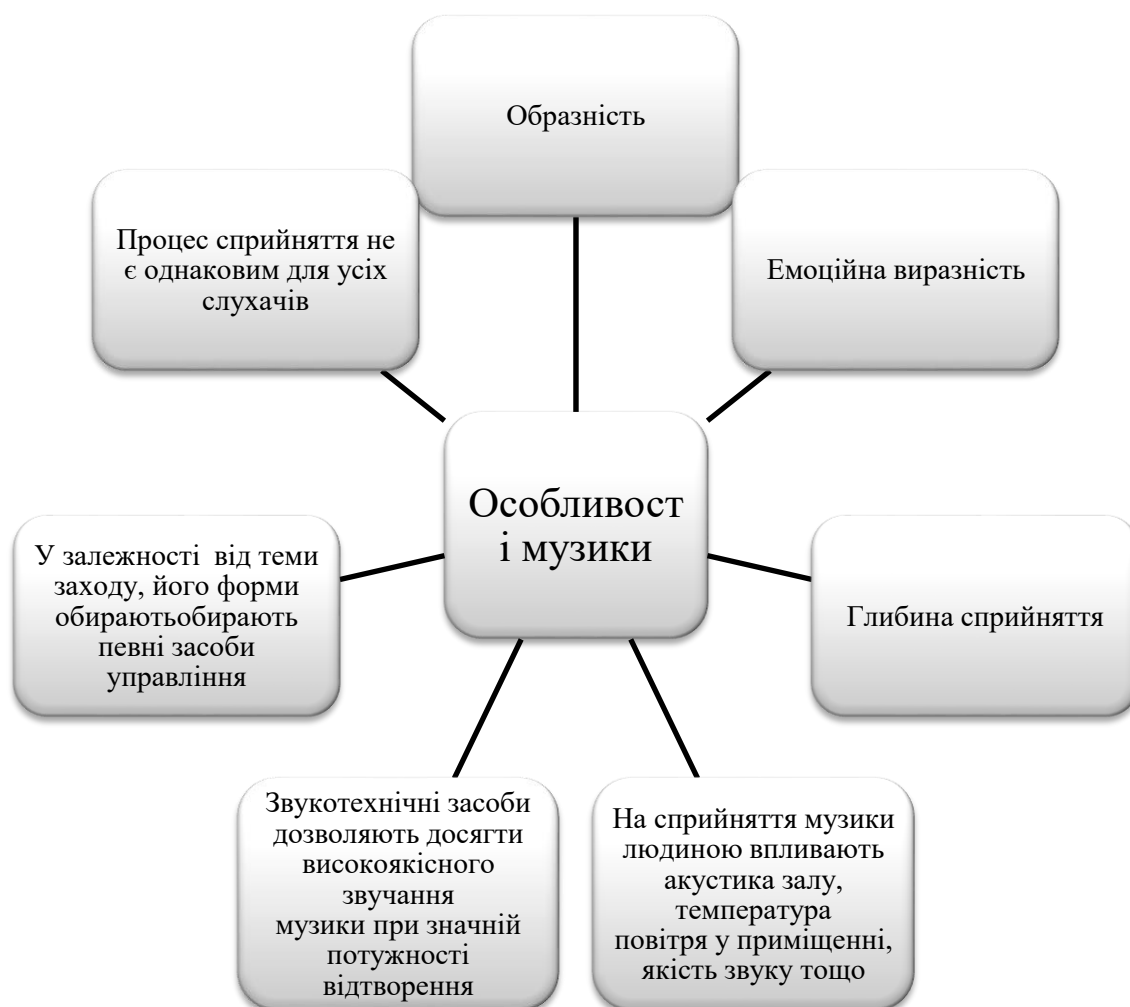 Образність
Процес сприйняття не
є однаковим для усіх
слухачів
Емоційна виразність
Особливост
і музики
У залежності  від теми
заходу, його форми
обираютьобирають
певні засоби
управління
Глибина сприйняття
Звукотехнічні засоби
дозволяють досягти
високоякісного
звучання
музики при значній
потужності
відтворення
На сприйняття музики
людиною впливають
акустика залу,
температура
повітря у приміщенні,
якість звуку тощо